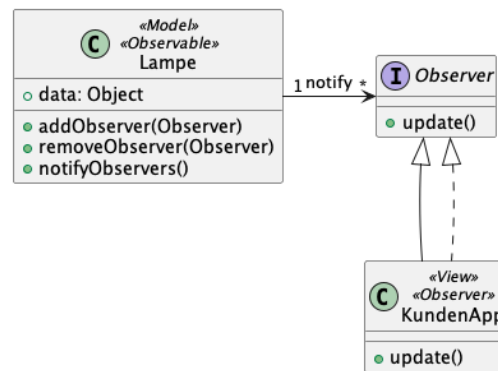 C
«Model»
«Observable»
Lampe
data: Object
addObserver(Observer)
removeObserver(Observer)
notifyObservers()
1 notify *
I Observer
update()
C
«View»
«Observer»
KundenApp
update()